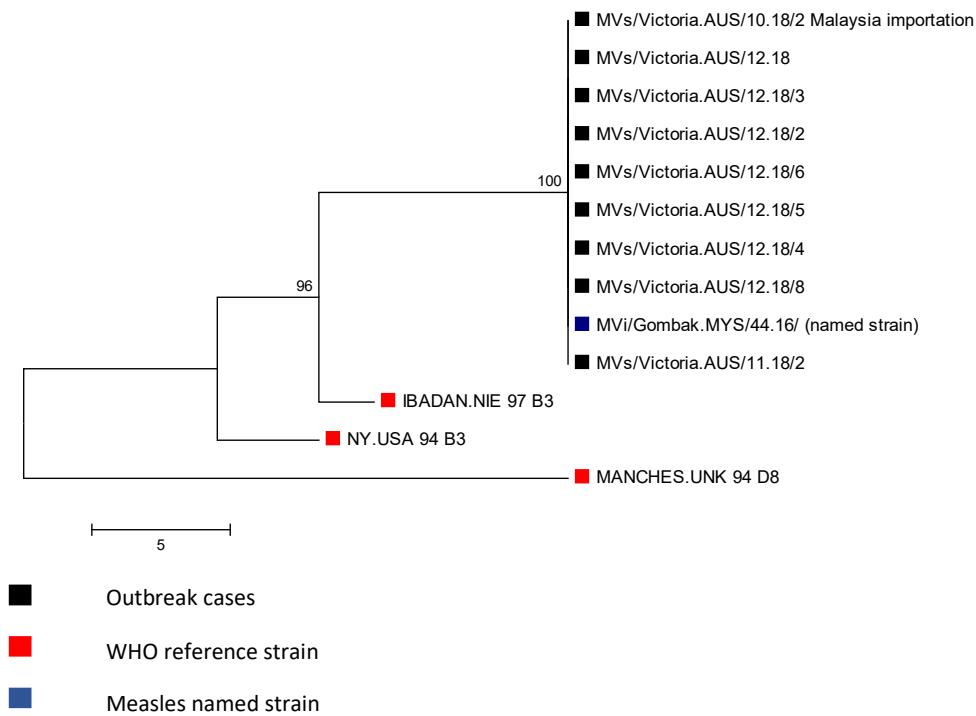 MVs/Victoria.AUS/10.18/2 Malaysia importation
MVs/Victoria.AUS/12.18
MVs/Victoria.AUS/12.18/3
MVs/Victoria.AUS/12.18/2
MVs/Victoria.AUS/12.18/6
100
MVs/Victoria.AUS/12.18/5
MVs/Victoria.AUS/12.18/4
MVs/Victoria.AUS/12.18/8
96
MVi/Gombak.MYS/44.16/ (named strain)
MVs/Victoria.AUS/11.18/2
IBADAN.NIE 97 B3
NY.USA 94 B3
MANCHES.UNK 94 D8
5
Outbreak cases
WHO reference strain
Measles named strain